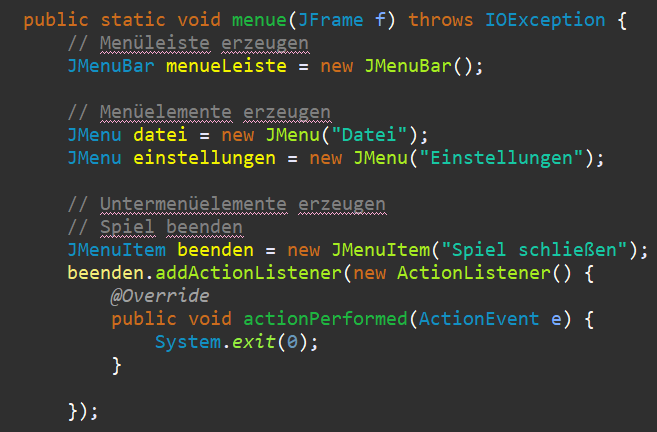 public static void menue(JFrame f) throws IOException {
// Menüleiste erzeugen
JMenuBar menueLeiste = new JMenuBar();
// Menüelemente erzeugen
JMenu datei = new JMenu("Datei");
JMenu einstellungen = new JMenu("Einstellungen");
// Untermenüelemente erzeugen
// Spiel beenden
JMenuItem beenden = new JMenuItem("Spiel schließen");
beenden.addActionListener(new ActionListener() {
@Override
public void actionPerformed(ActionEvent e) {
System.exit(0);
}
});